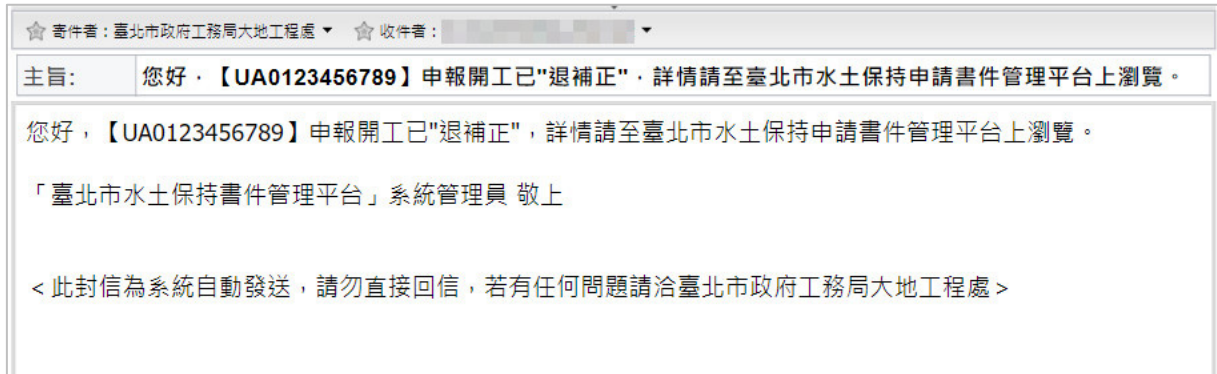 寄件者：臺北市政府工務局大地工程處 收件者：
主旨: 您好，【UA0123456789】申報開工已"退補正"，詳情請至臺北市水土保持申請書件管理平台上瀏覽。
您好，【UA0123456789】申報開工已"退補正"，詳情請至臺北市水土保持申請書件管理平台上瀏覽。
「臺北市水土保持書件管理平台」系統管理員 敬上
<此封信為系統自動發送，請勿直接回信，若有任何問題請洽臺北市政府工務局大地工程處>